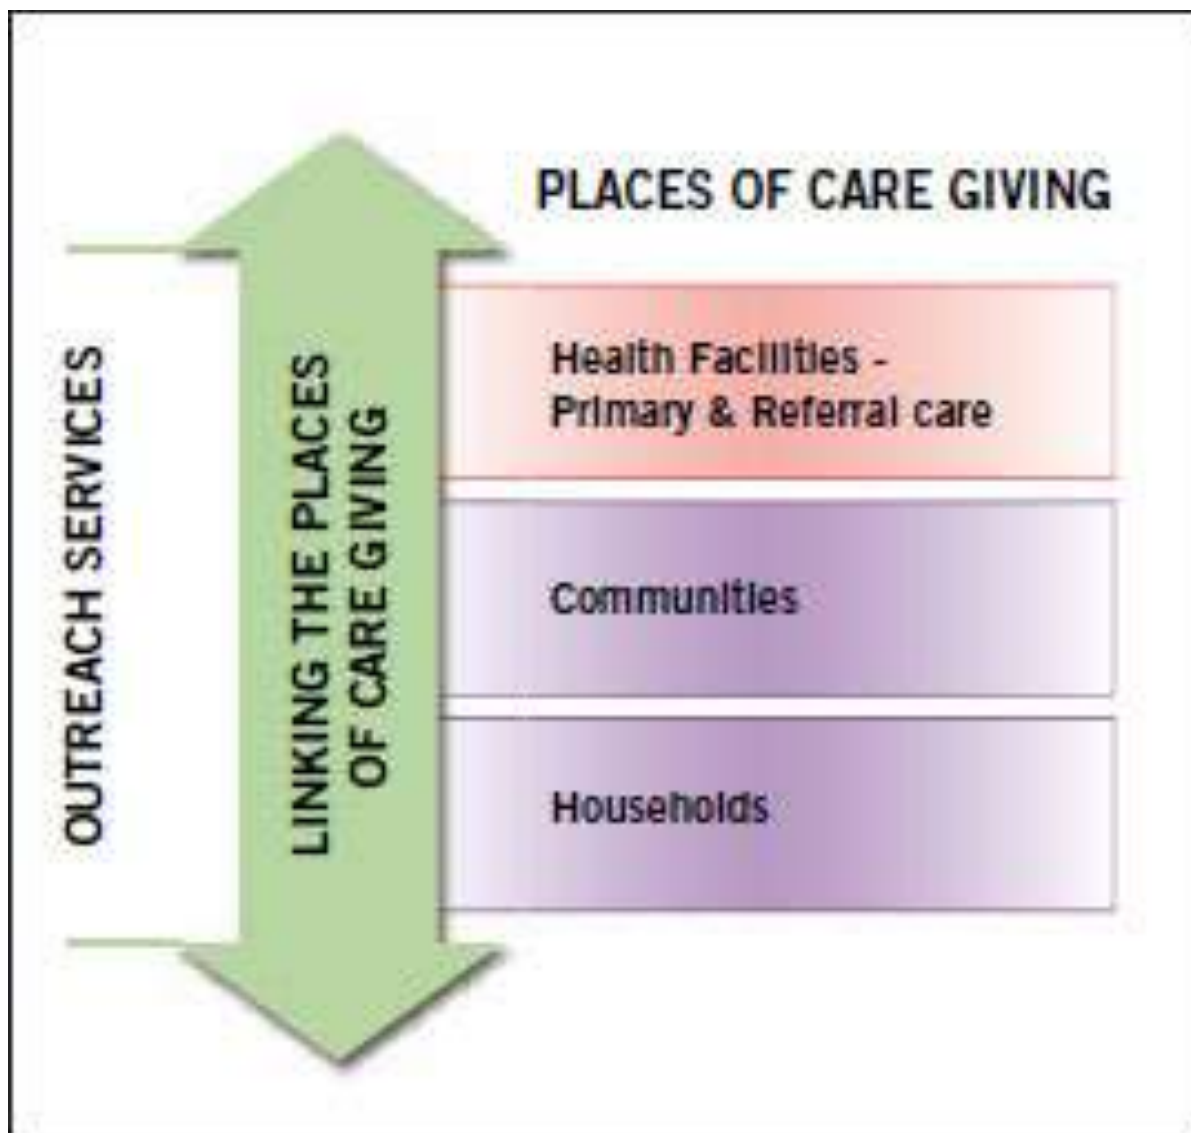 PLACES OF CARE GIVING
OUTREACH SERVICES
LINKING THE PLACES
OF CARE GIVING
Health Facilities -
Primary & Referral care
Communities
Households